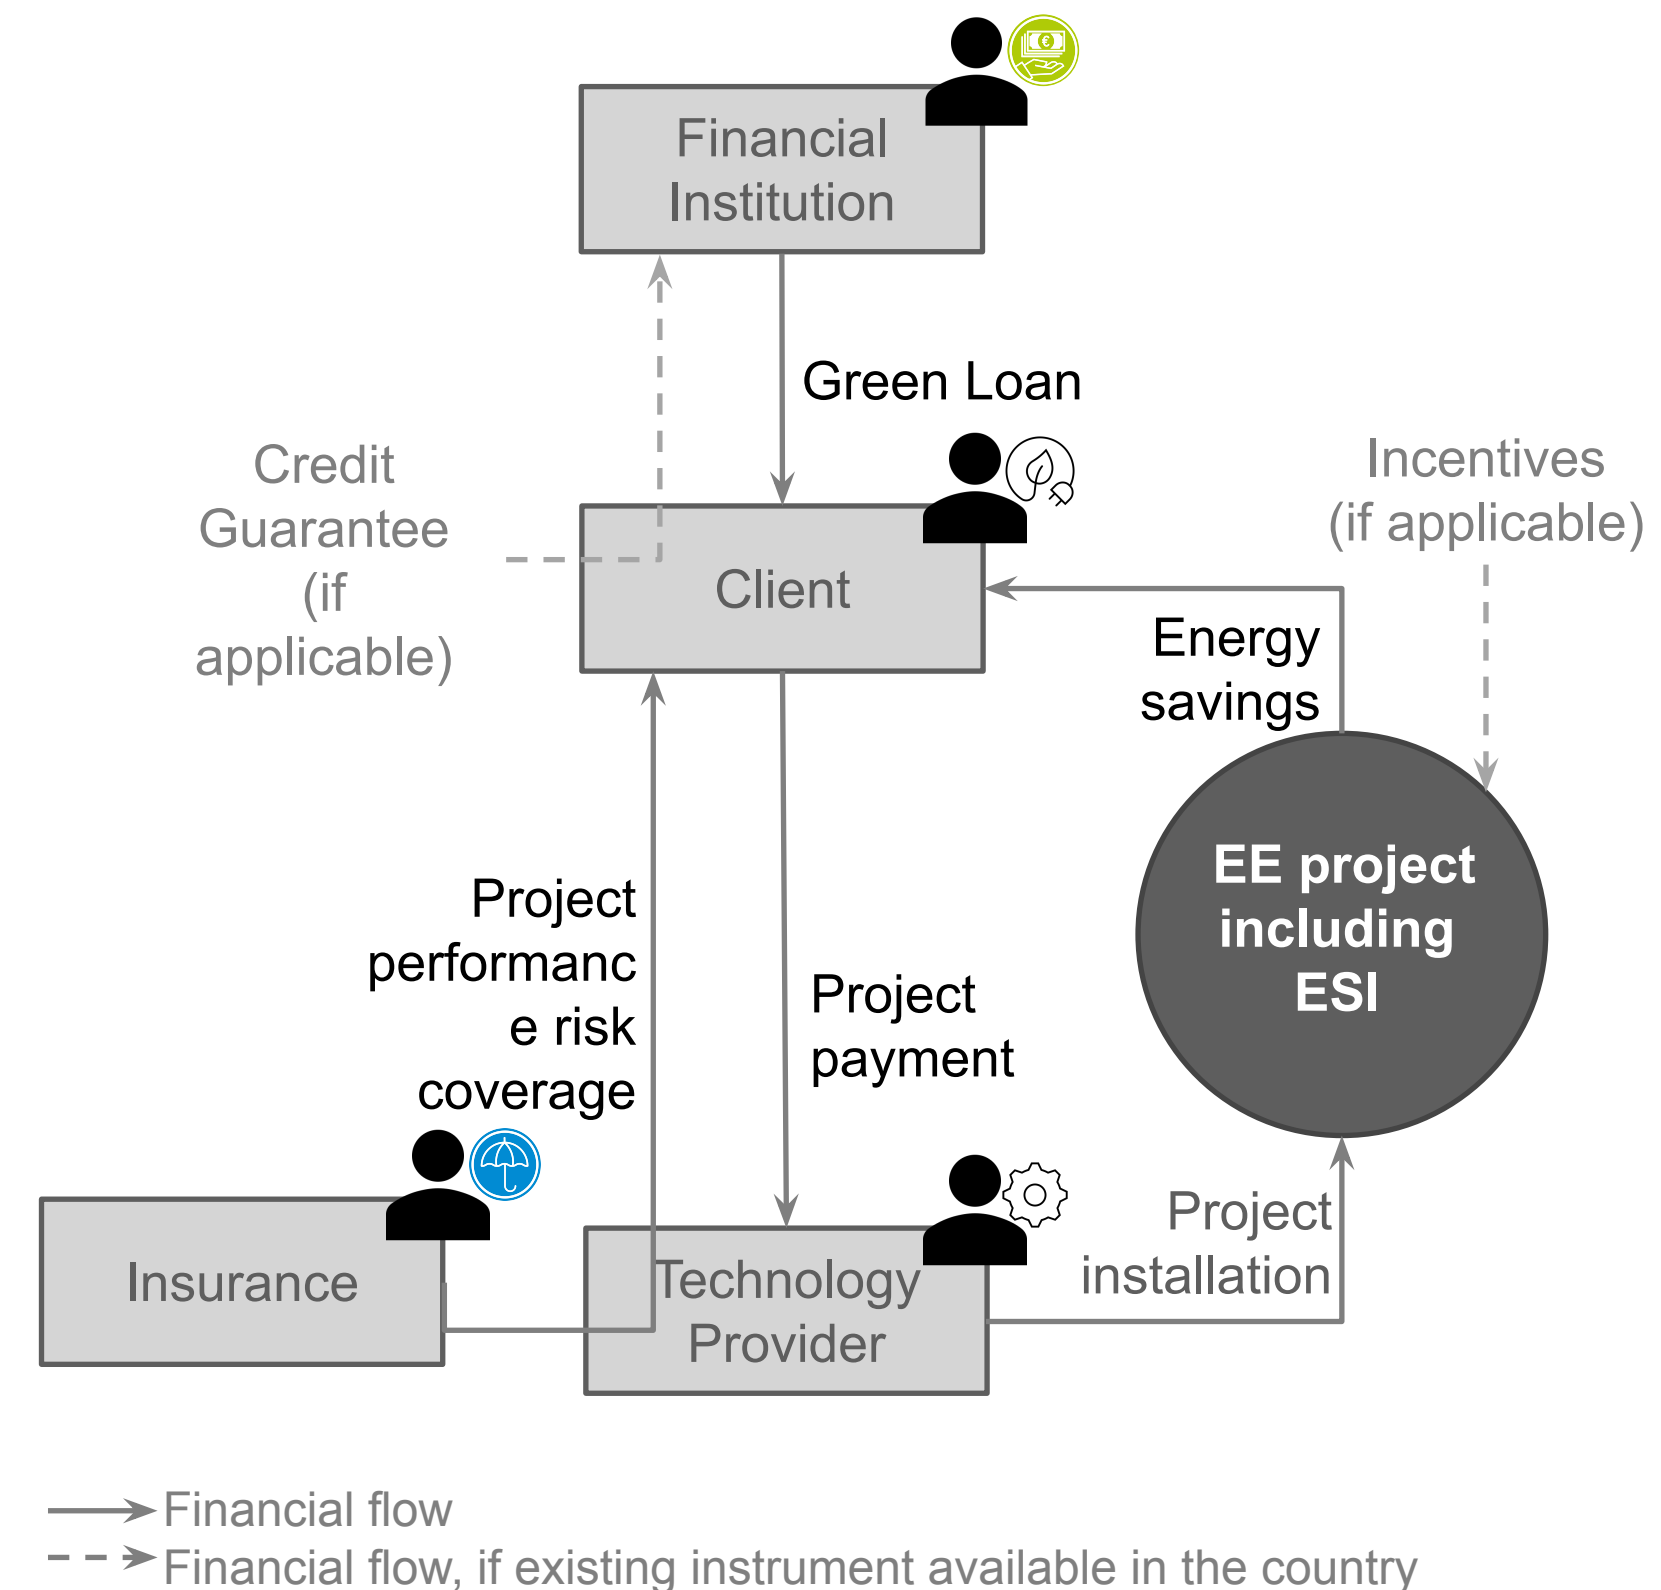 Financial
Institution
Green Loan
Credit
Guarantee
(if
applicable)
Incentives
(if applicable)
Client
Energy
savings
EE project
including
ESI
Project
performanc
e risk
coverage
Project
payment
Project
installation
Insurance
Technology
Provider
Financial flow
Financial flow, if existing instrument available in the country